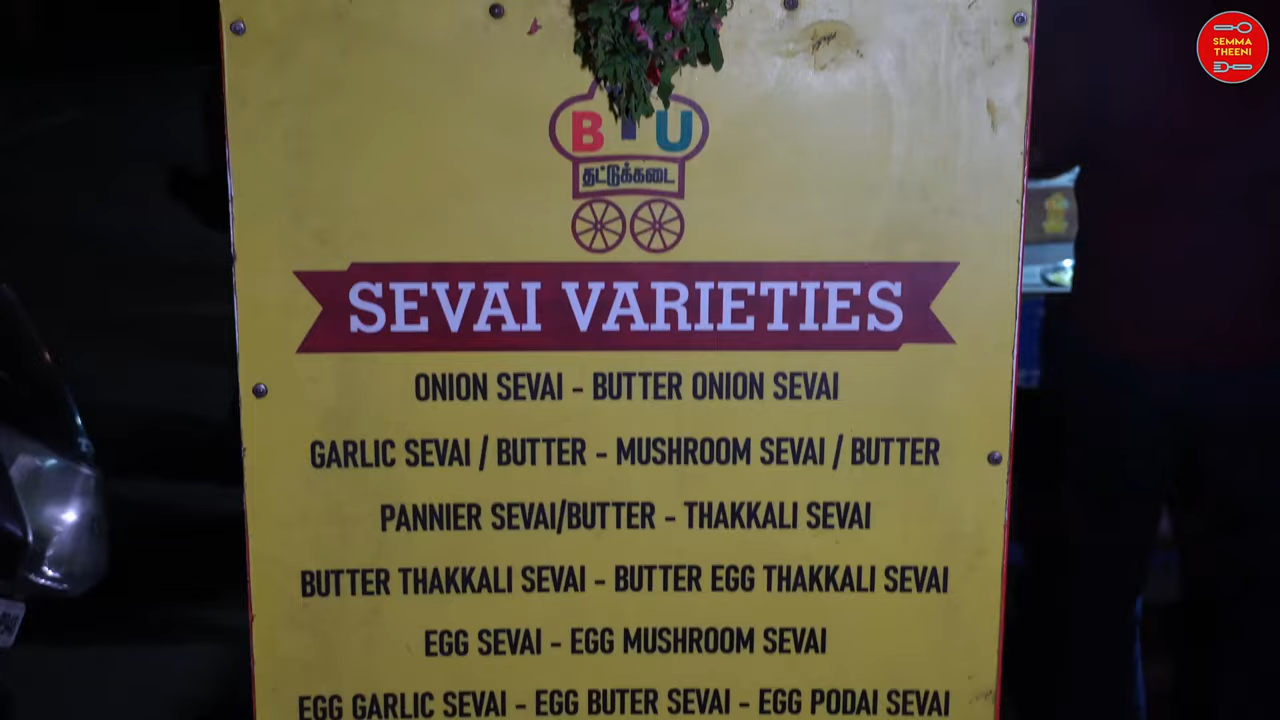 SEMMA
THEENI
B U
தட்டுக்கடை
SEVAI VARIETIES
ONION SEVAI - BUTTER ONION SEVAI
GARLIC SEVAI / BUTTER - MUSHROOM SEVAI / BUTTER
PANNIER SEVAI/BUTTER - THAKKALI SEVAI
BUTTER THAKKALI SEVAI - BUTTER EGG THAKKALI SEVAI
EGG SEVAI - EGG MUSHROOM SEVAI
EGG GARLIC SEVAI - EGG BUTER SEVAI - EGG PODAI SEVAI